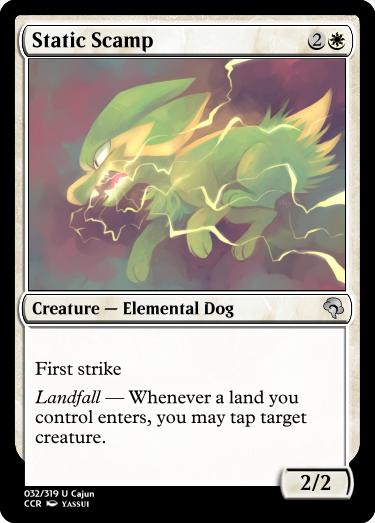 Static Scamp 2
Creature — Elemental Dog
First strike
Landfall — Whenever a land you
control enters, you may tap target
creature.
2/2
032/319 U Cajun
CCR YASSUI